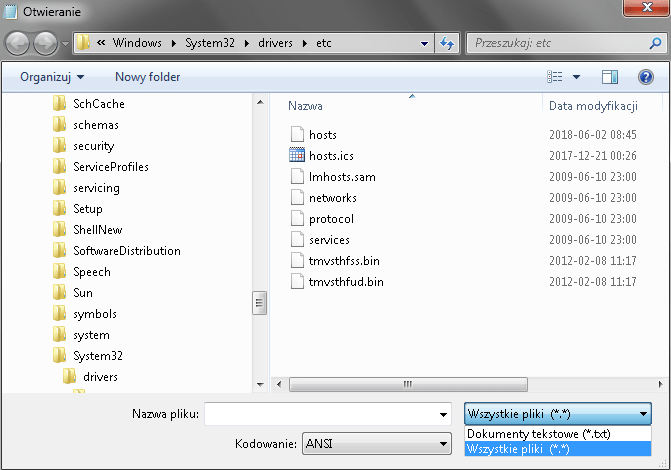 Otwieranie
« Windows System32 drivers etc
Przeszukaj: etc
Organizuj New folder
Nazwa Data modyfikacji
SchCache
schemas
security
ServiceProfiles
servicing
Setup
ShellNew
SoftwareDistribution
Speech
Sun
symbols
system
System32
drivers
hosts 2018-06-02 08:45
hosts.ics 2017-12-21 00:26
lmhosts.sam 2009-06-10 23:00
networks 2009-06-10 23:00
protocol 2009-06-10 23:00
services 2009-06-10 23:00
tmvsthfss.bin 2012-02-08 11:17
tmvsthfud.bin 2012-02-08 11:17
Nazwa pliku:
Wszystkie pliki (*.*)
Dokumenty tekstowe (*.txt)
Wszystkie pliki (*.*)
Kodowanie: ANSI